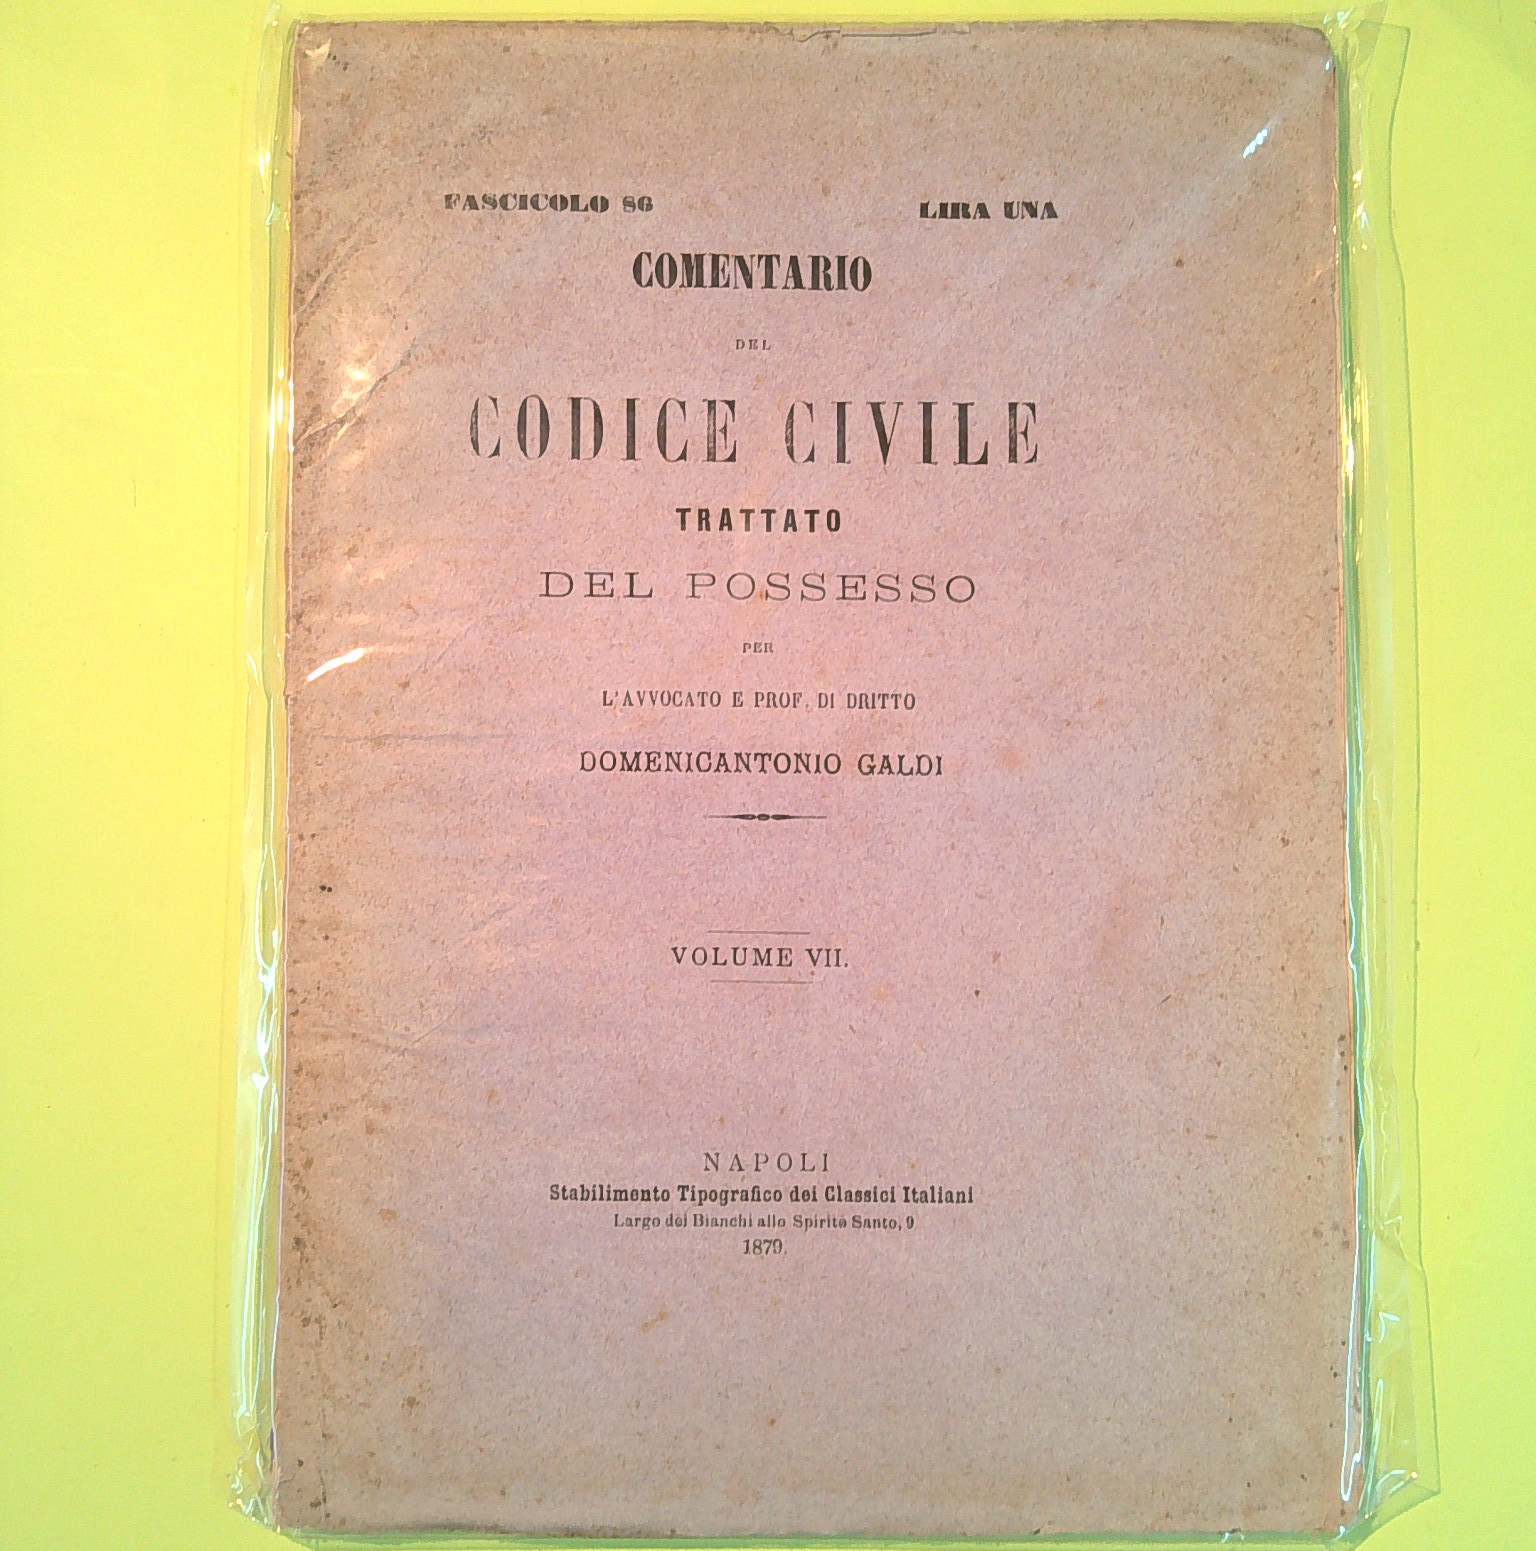 FASCICOLO 86 LIRA UNA
COMENTARIO
DEL
CODICE CIVILE
TRATTATO
DEL POSSESSO
PER
L'AVVOCATO E PROF. DI DRITTO
DOMENICANTONIO GALDI
VOLUME VII.
NAPOLI
Stabilimento Tipografico dei Classici Italiani
Largo dei Bianchi allo Spirito Santo, 9
1879.